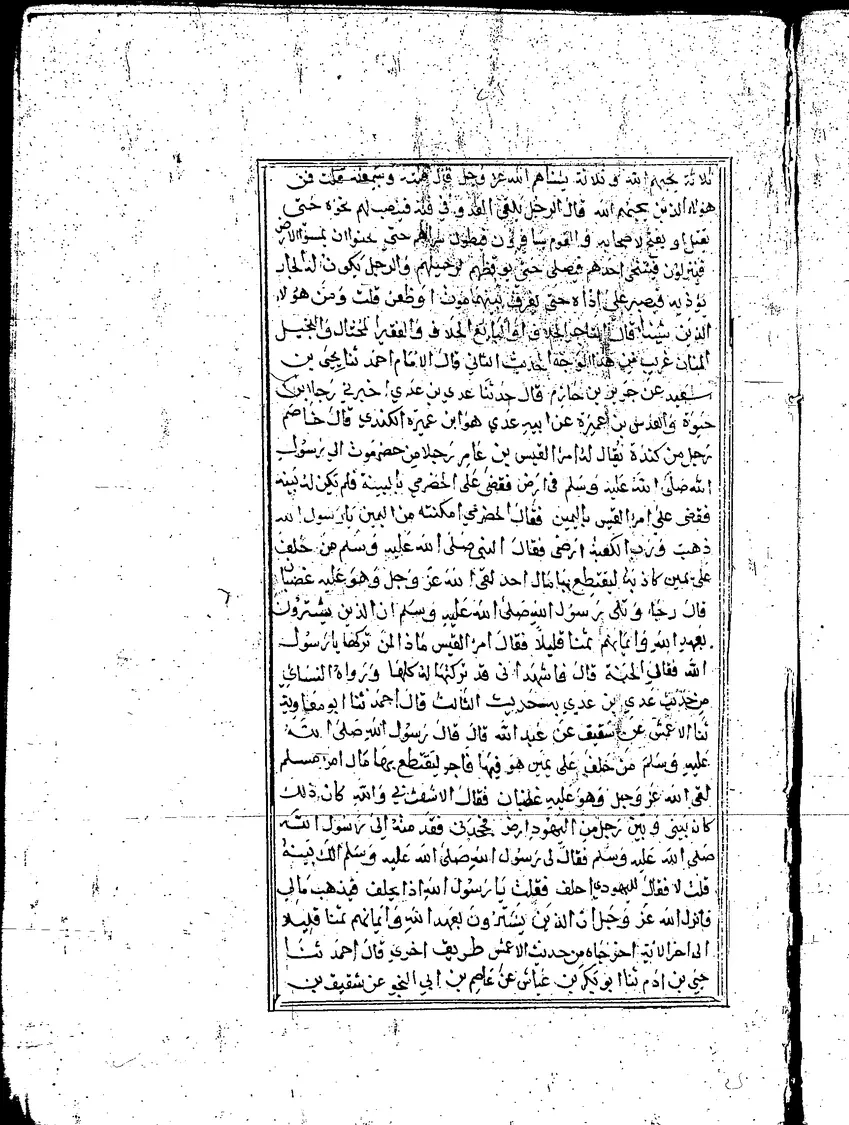 ثلاثة يحبهم الله وثلاثة يشناهم الله عز وجل قال قلته وسمعته قلت فمن
هولاء الذين يحبهم الله قال الرجل يلقى العدو في فئة فينصب لهم نحره حتى
يقتل او يفتح لاصحابه والقوم يسافرون فيطول سراهم حتى يحبوا ان يمسوا الارض
فينزلون فيتنحى احدهم فيصلي حتى يوقظهم لرحيلهم والرجل يكون له الجار
يؤذيه فيصبر على اذاه حتى يفرق بينهما موت او ظعن قلت ومن هولاء
الذين يشنأ قال التاجر الحلاف او البائع الحلاف والفقير المختال والبخيل
المنان غريب من هذا الوجه الحديث الثاني قال الامام احمد ثنا يحيى بن
سعيد عن جرير بن حازم قال حدثنا عدي بن عدي اخبرني رجاء بن
حيوة والعرس بن عميرة عن ابيه عدي هو ابن عميرة الكندي قال خاصم
رجل من كندة يقال له امرا القيس بن عامر رجلا من حضرموت الى رسول
الله صلى الله عليه وسلم في ارض فقضى على الحضرمي بالبينة فلم تكن له بينة
فقضى على امرا القيس باليمين فقال الحضرمي امكنته من اليمين يا رسول الله
ذهبت ورب الكعبة ارضي فقال النبي صلى الله عليه وسلم من حلف
على يمين كاذبة ليقتطع بها مال احد لقى الله عز وجل وهو عليه غضبان
قال رجاء وتلى رسول الله صلى الله عليه وسلم ان الذين يشترون
بعهد الله وايمانهم ثمنا قليلا فقال امرا القيس ماذا لمن تركها يا رسول
الله فقال الجنة قال فاشهد اني قد تركتها له كلها ورواه النسائي
من حديث عدي بن عدي به حديث الثالث قال احمد ثنا ابو معاوية
ثنا الاعمش عن شقيق عن عبد الله قال قال رسول الله صلى الله
عليه وسلم من حلف على يمين هو فيها فاجر ليقتطع بها مال امر مسلم
لقى الله عز وجل وهو عليه غضبان فقال الاشعث في والله كان ذلك
كان بيني وبين رجل من اليهود ارض فجحدني فقدمته الى رسول الله
صلى الله عليه وسلم فقال لي رسول الله صلى الله عليه وسلم الك بينة
قلت لا فقال لليهودي احلف فقلت يا رسول الله اذا يحلف فيذهب مالي
فانزل الله عز وجل ان الذين يشترون بعهد الله وايمانهم ثمنا قليلا
الى اخر الاية اخرجاه من حديث الاعمش طريق اخرى قال احمد ثنا
يحيى بن ادم ثنا ابو بكر بن عياش عن عاصم بن ابي النجو عن شقيق بن